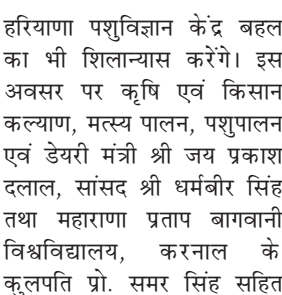 हरियाणा पशुविज्ञान केंद्र बहल
का भी शिलान्यास करेंगे। इस
अवसर पर कृषि एवं किसान
कल्याण, मत्स्य पालन, पशुपालन
एवं डेयरी मंत्री श्री जय प्रकाश
दलाल, सांसद श्री धर्मबीर सिंह
तथा महाराणा प्रताप बागवानी
विश्वविद्यालय, करनाल के
कुलपति प्रो. समर सिंह सहित